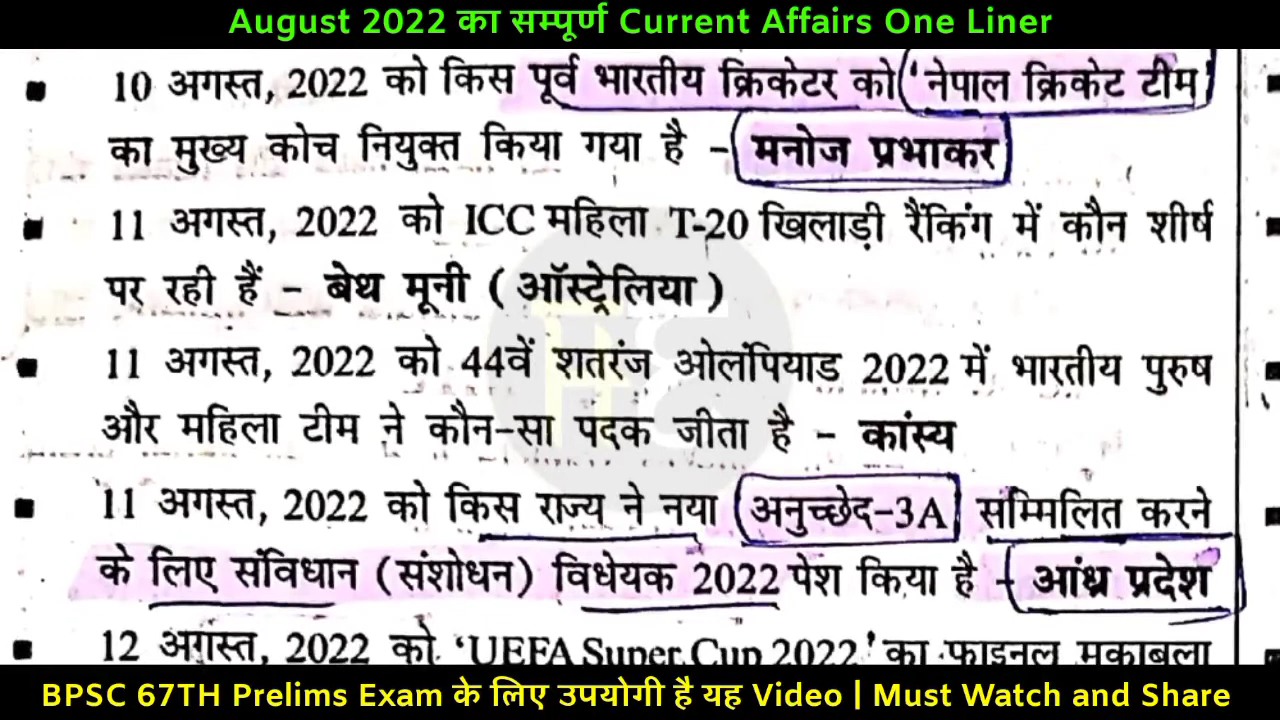 August 2022 का सम्पूर्ण Current Affairs One Liner
▪ 10 अगस्त, 2022 को किस पूर्व भारतीय क्रिकेटर को 'नेपाल क्रिकेट टीम'
का मुख्य कोच नियुक्त किया गया है – मनोज प्रभाकर
▪ 11 अगस्त, 2022 को ICC महिला T-20 खिलाड़ी रैंकिंग में कौन शीर्ष
पर रही हैं – बेथ मूनी (ऑस्ट्रेलिया)
▪ 11 अगस्त, 2022 को 44वें शतरंज ओलंपियाड 2022 में भारतीय पुरुष
और महिला टीम ने कौन-सा पदक जीता है – कांस्य
▪ 11 अगस्त, 2022 को किस राज्य ने नया अनुच्छेद-3A सम्मिलित करने
के लिए संविधान (संशोधन) विधेयक 2022 पेश किया है – आंध्र प्रदेश
▪ 12 अगस्त, 2022 को 'UEFA Super Cup 2022' का फाइनल मुकाबला
BPSC 67TH Prelims Exam के लिए उपयोगी है यह Video | Must Watch and Share